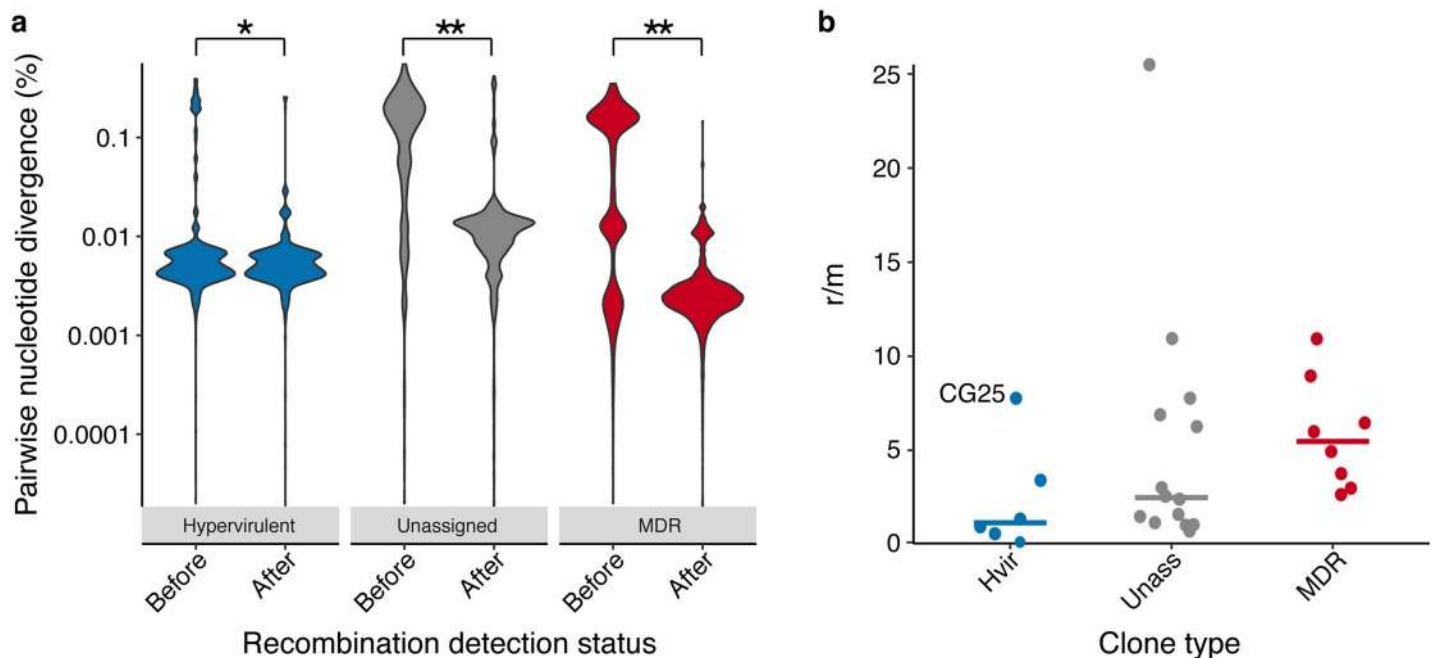 a
* ** **
Pairwise nucleotide divergence (%)
0.1
0.01
0.001
0.0001
Hypervirulent Unassigned MDR
Before After Before After Before After
Recombination detection status
b
r/m
25
20
15
10
5
0
CG25
Hvir Unass MDR
Clone type